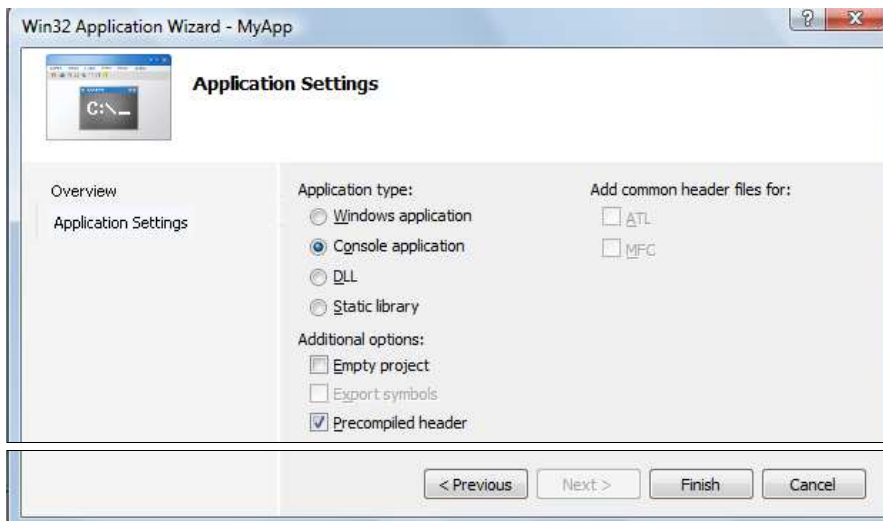 Win32 Application Wizard - MyApp
Application Settings
C:\_
Overview
Application Settings
Application type:
Windows application
Console application
DLL
Static library
Additional options:
Empty project
Export symbols
Precompiled header
Add common header files for:
ATL
MFC
< Previous
Next >
Finish
Cancel